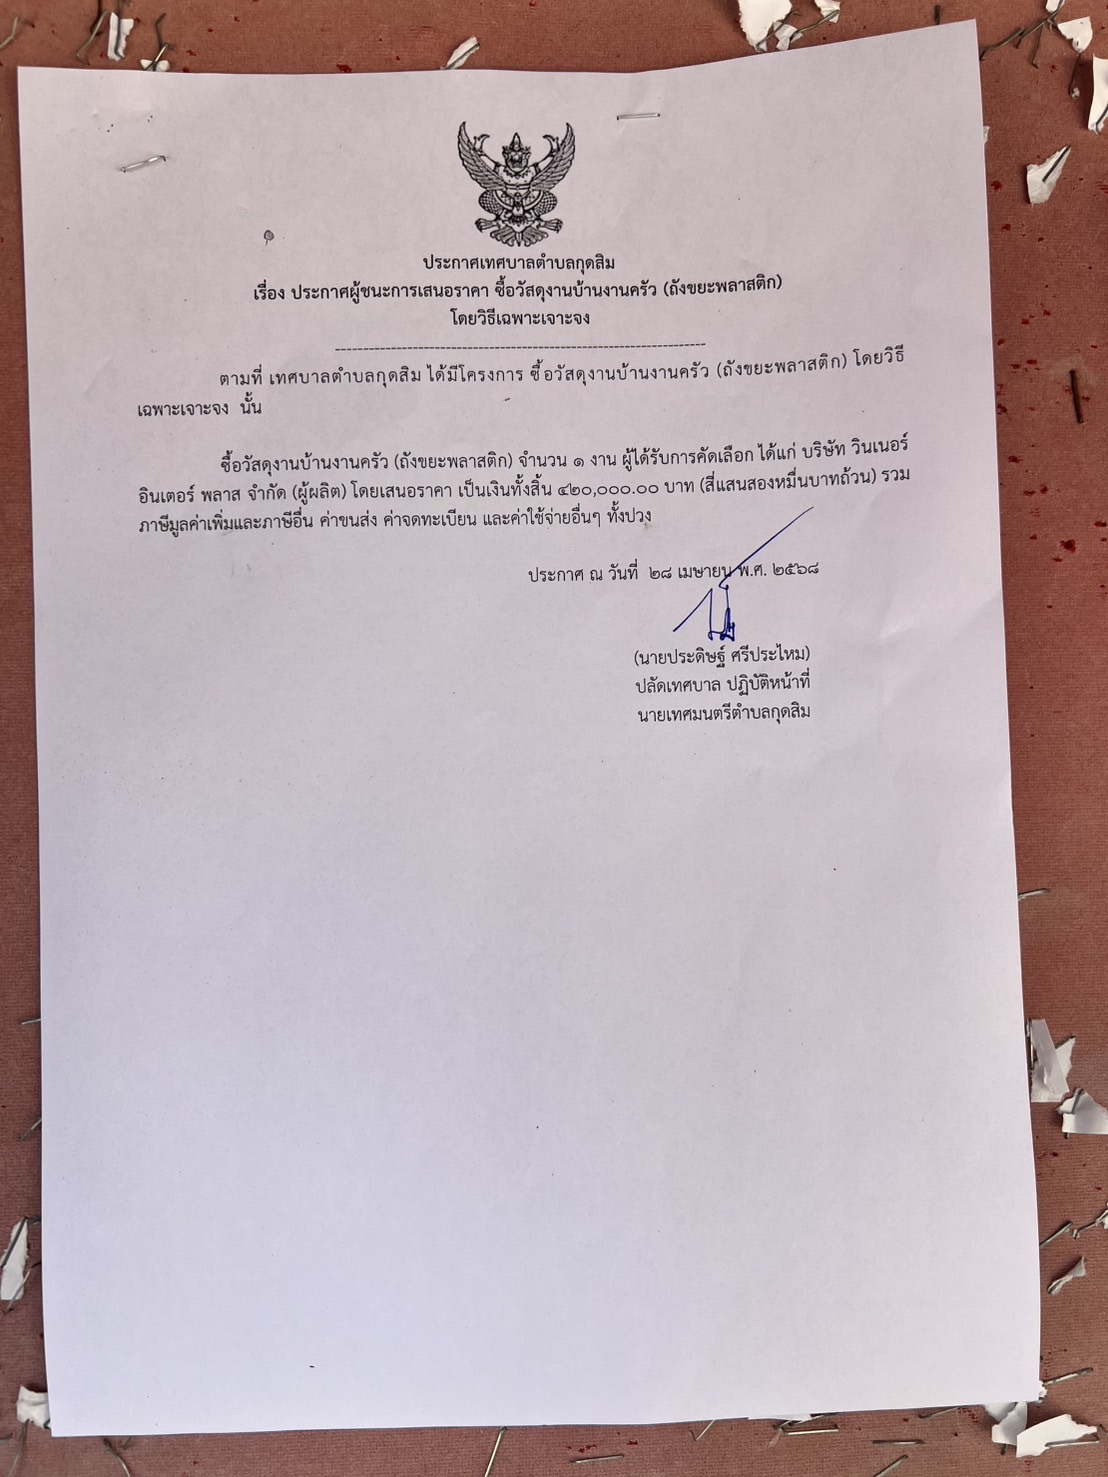 ประกาศเทศบาลตำบลกุดสิม
เรื่อง ประกาศผู้ชนะการเสนอราคา ซื้อวัสดุงานบ้านงานครัว (ถังขยะพลาสติก)
โดยวิธีเฉพาะเจาะจง
--------------------------------------------------------------------
ตามที่ เทศบาลตำบลกุดสิม ได้มีโครงการ ซื้อวัสดุงานบ้านงานครัว (ถังขยะพลาสติก) โดยวิธี
เฉพาะเจาะจง นั้น
ซื้อวัสดุงานบ้านงานครัว (ถังขยะพลาสติก) จำนวน ๑ งาน ผู้ได้รับการคัดเลือก ได้แก่ บริษัท วินเนอร์
อินเตอร์ พลาส จำกัด (ผู้ผลิต) โดยเสนอราคา เป็นเงินทั้งสิ้น ๔๒๐,๐๐๐.๐๐ บาท (สี่แสนสองหมื่นบาทถ้วน) รวม
ภาษีมูลค่าเพิ่มและภาษีอื่น ค่าขนส่ง ค่าจดทะเบียน และค่าใช้จ่ายอื่นๆ ทั้งปวง
ประกาศ ณ วันที่ ๒๘ เมษายน พ.ศ. ๒๕๖๘
(นายประดิษฐ์ ศรีประไหม)
ปลัดเทศบาล ปฏิบัติหน้าที่
นายเทศมนตรีตำบลกุดสิม